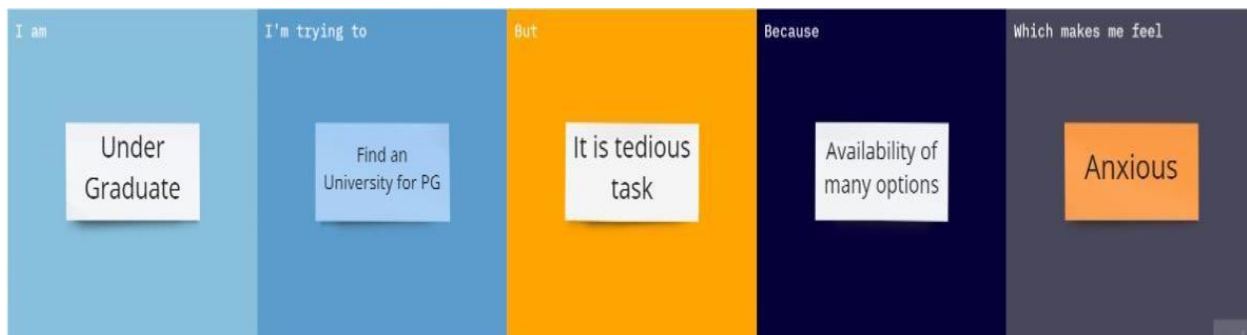 I am
Under
Graduate
I'm trying to
Find an
University for PG
But
It is tedious
task
Because
Availability of
many options
Which makes me feel
Anxious